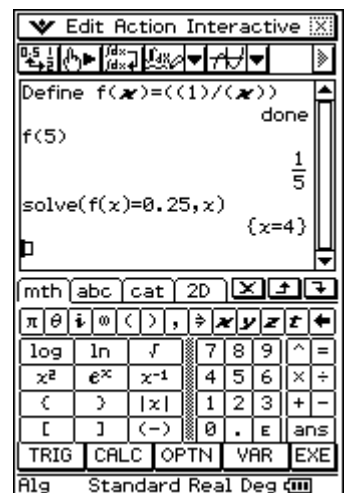 Edit Action Interactive
Define f(x)=((1)/(x))
done
f(5)
1
5
solve(f(x)=0.25,x)
{x=4}
mth abc cat 2D
π θ i ∞ ( ) , ⇒ x y z t ←
log ln √ 7 8 9 ^ =
x² eˣ x⁻¹ 4 5 6 × ÷
( ) |x| 1 2 3 + −
[ ] (−) 0 . E ans
TRIG CALC OPTN VAR EXE
Alg Standard Real Deg